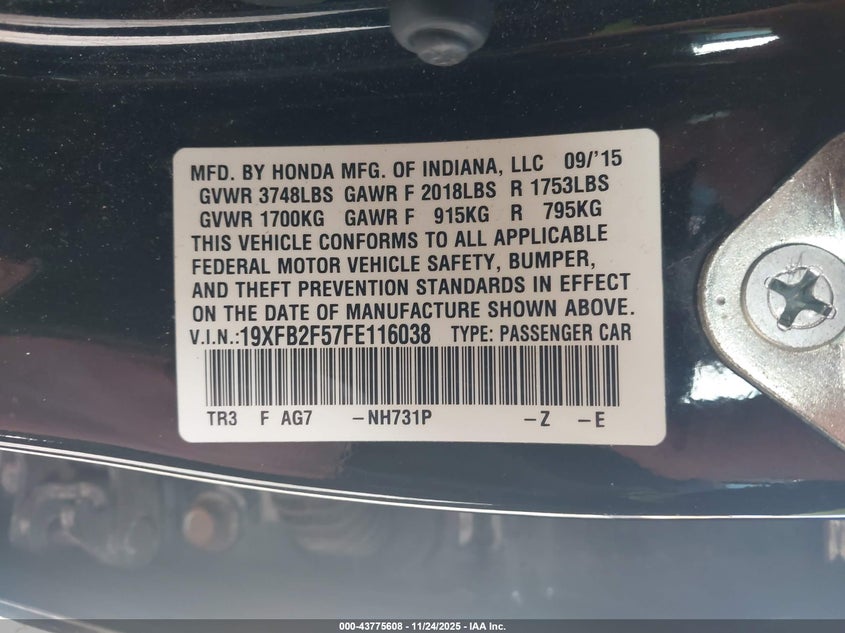 MFD. BY HONDA MFG. OF INDIANA, LLC 09/'15
GVWR 3748LBS GAWR F 2018LBS R 1753LBS
GVWR 1700KG GAWR F 915KG R 795KG
THIS VEHICLE CONFORMS TO ALL APPLICABLE
FEDERAL MOTOR VEHICLE SAFETY, BUMPER,
AND THEFT PREVENTION STANDARDS IN EFFECT
ON THE DATE OF MANUFACTURE SHOWN ABOVE.
V.I.N.:19XFB2F57FE116038 TYPE: PASSENGER CAR
TR3 F AG7 –NH731P –Z –E
000-43775608 | 11/24/2025 | IAA Inc.